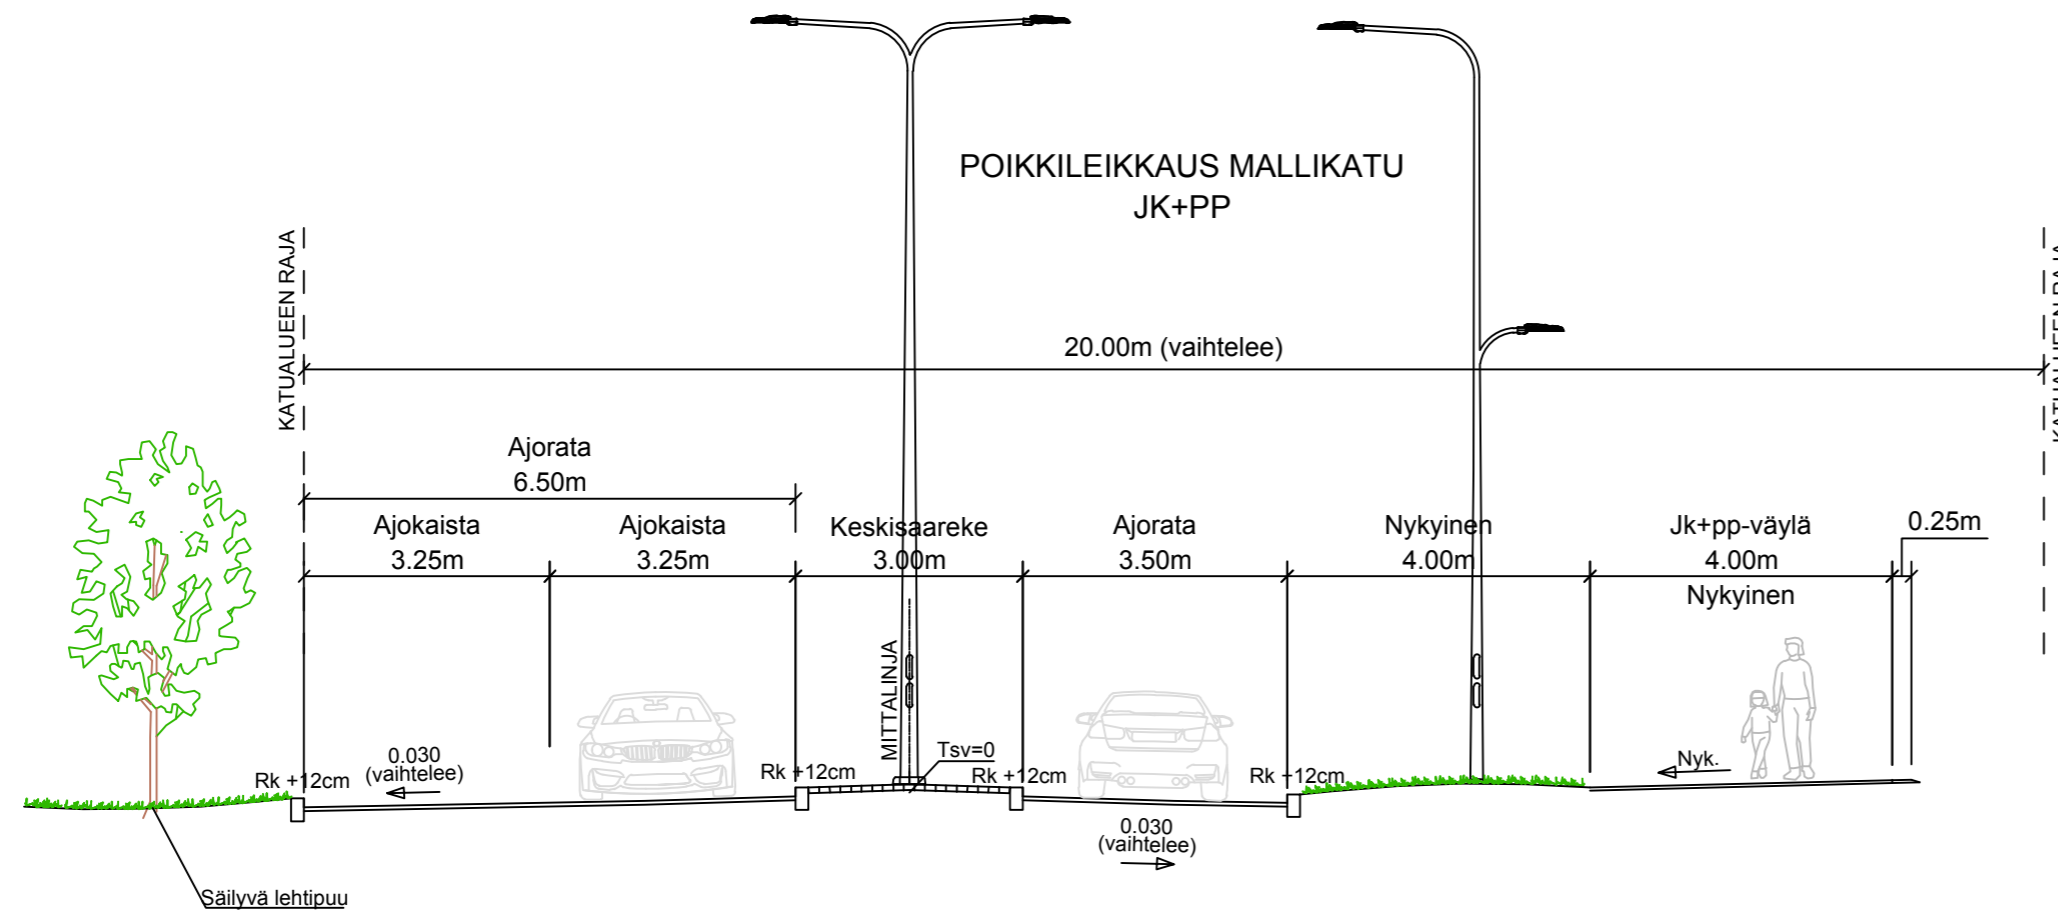 POIKKILEIKKAUS MALLIKATU
JK+PP
KATUALUEEN RAJA
KATUALUEEN RAJA
20.00m (vaihtelee)
Ajorata
6.50m
Ajokaista
3.25m
Ajokaista
3.25m
Keskisaareke
3.00m
Ajorata
3.50m
Nykyinen
4.00m
Jk+pp-väylä
4.00m
Nykyinen
0.25m
MITTALINJA
Tsv=0
Rk +12cm
0.030
(vaihtelee)
Rk +12cm
Rk +12cm
Rk +12cm
Nyk.
0.030
(vaihtelee)
Säilyvä lehtipuu